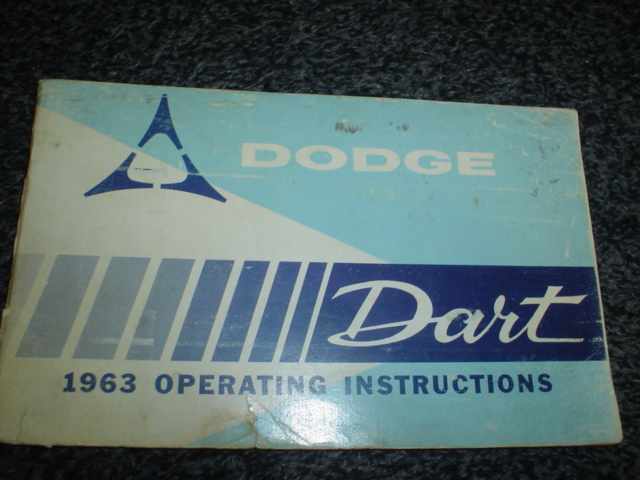 DODGE
Dart
1963 OPERATING INSTRUCTIONS